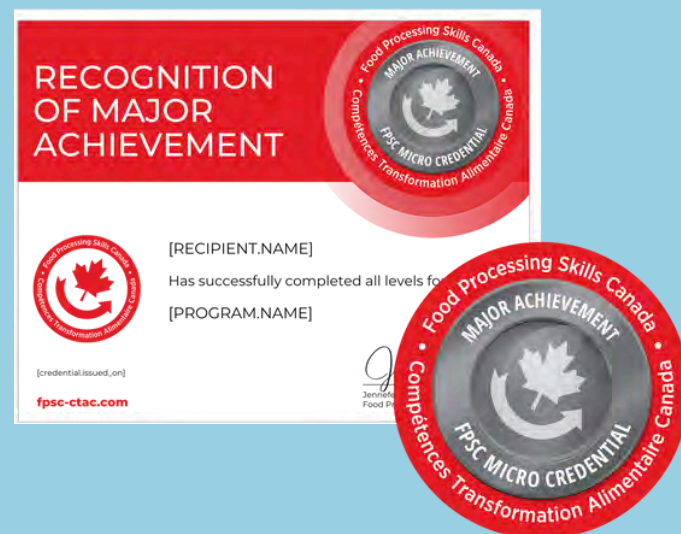 RECOGNITION
OF MAJOR
ACHIEVEMENT
Food Processing Skills Canada •
MAJOR ACHIEVEMENT
FPSC MICRO CREDENTIAL
Compétences Transformation Alimentaire Canada •
[RECIPIENT.NAME]
Has successfully completed all levels for
[PROGRAM.NAME]
Food Processing Skills Canada •
Compétences Transformation Alimentaire Canada •
[credential.issued_on]
fpsc-ctac.com
Food
Food Processing Skills Canada •
MAJOR ACHIEVEMENT
FPSC MICRO CREDENTIAL
Compétences Transformation Alimentaire Canada •